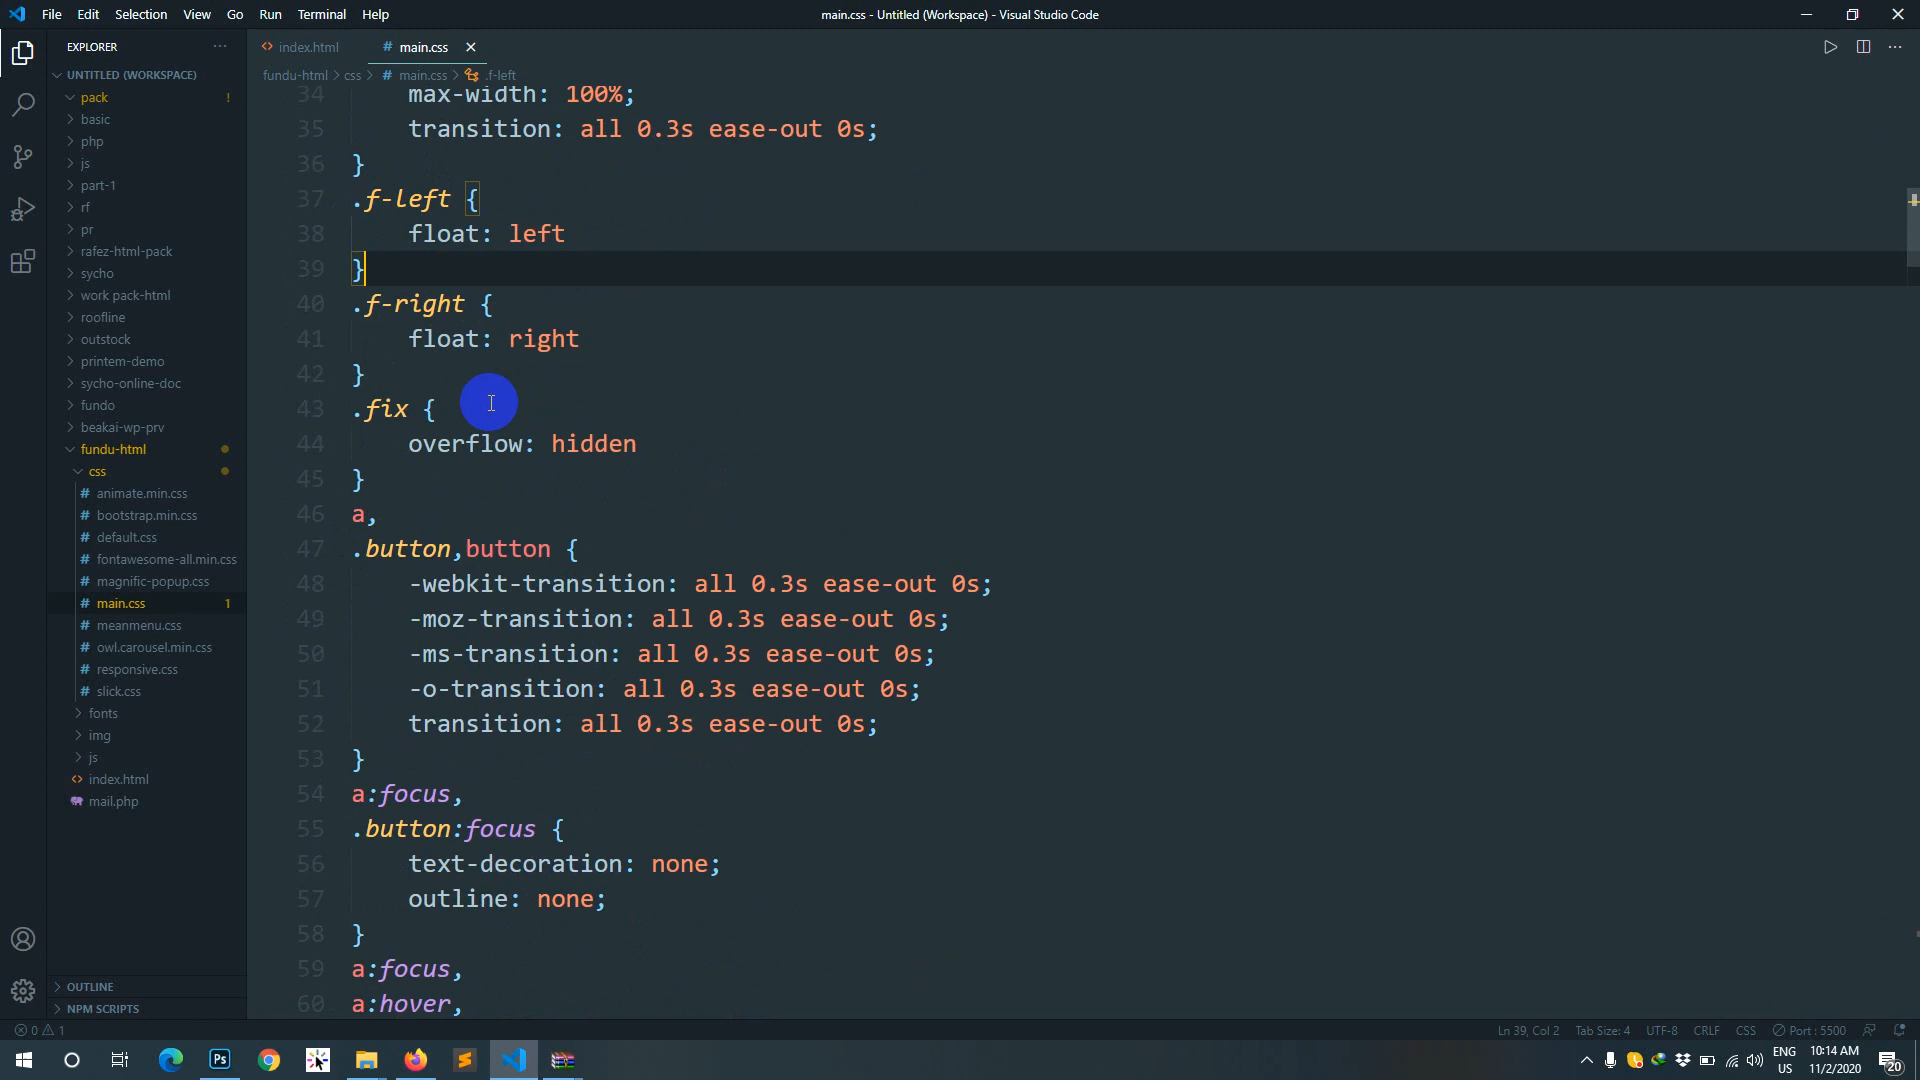 File Edit Selection View Go Run Terminal Help
main.css - Untitled (Workspace) - Visual Studio Code
EXPLORER
UNTITLED (WORKSPACE)
pack !
basic
php
js
part-1
rf
pr
rafez-html-pack
sycho
work pack-html
roofline
outstock
printem-demo
sycho-online-doc
fundo
beakai-wp-prv
fundu-html
css
# animate.min.css
# bootstrap.min.css
# default.css
# fontawesome-all.min.css
# magnific-popup.css
# main.css 1
# meanmenu.css
# owl.carousel.min.css
# responsive.css
# slick.css
fonts
img
js
index.html
mail.php
OUTLINE
NPM SCRIPTS
index.html # main.css
fundu-html > css > # main.css > .f-left
34 max-width: 100%;
35 transition: all 0.3s ease-out 0s;
36 }
37 .f-left {
38 float: left
39 }
40 .f-right {
41 float: right
42 }
43 .fix {
44 overflow: hidden
45 }
46 a,
47 .button,button {
48 -webkit-transition: all 0.3s ease-out 0s;
49 -moz-transition: all 0.3s ease-out 0s;
50 -ms-transition: all 0.3s ease-out 0s;
51 -o-transition: all 0.3s ease-out 0s;
52 transition: all 0.3s ease-out 0s;
53 }
54 a:focus,
55 .button:focus {
56 text-decoration: none;
57 outline: none;
58 }
59 a:focus,
60 a:hover,
0 1
Ln 39, Col 2 Tab Size: 4 UTF-8 CRLF CSS Port : 5500
Ps
ENG
US
10:14 AM
11/2/2020
20